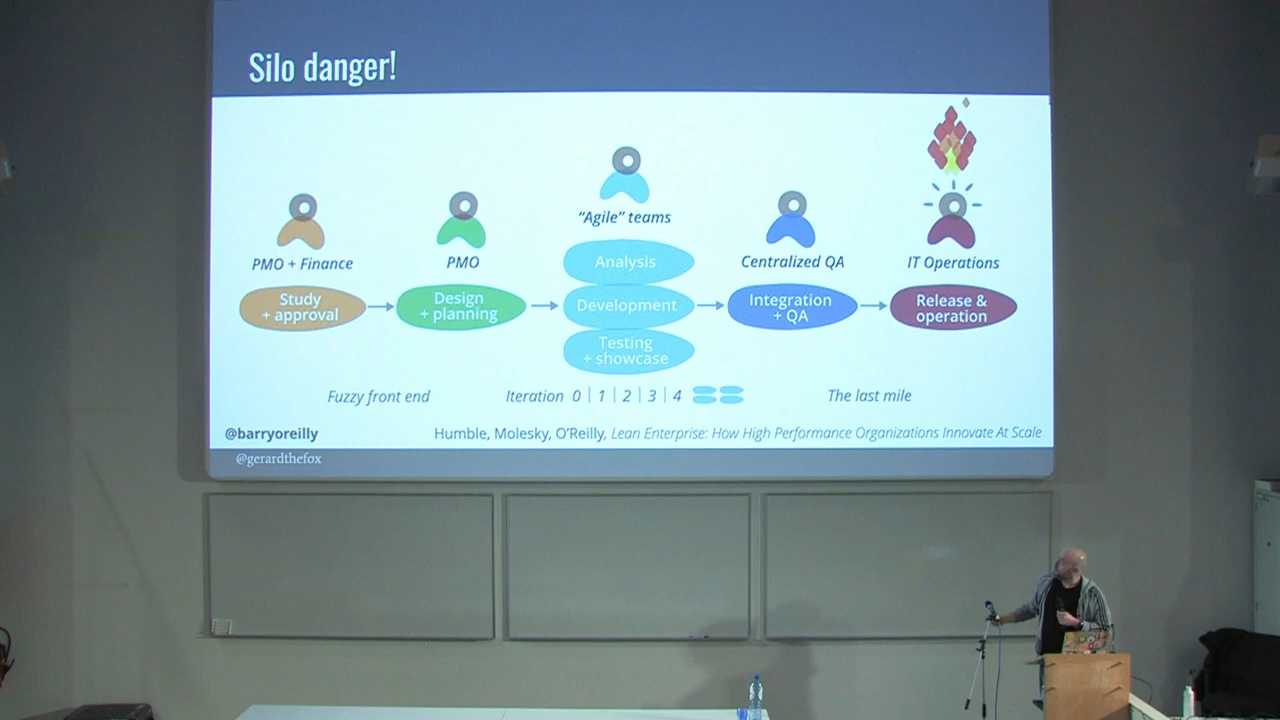 Silo danger!
"Agile" teams
PMO + Finance
PMO
Centralized QA
IT Operations
Study
+ approval
Design
+ planning
Analysis
Development
Testing
+ showcase
Integration
+ QA
Release &
operation
Fuzzy front end
Iteration 0 | 1 | 2 | 3 | 4
The last mile
@barryoreilly
Humble, Molesky, O'Reilly, Lean Enterprise: How High Performance Organizations Innovate At Scale
@gerardthefox